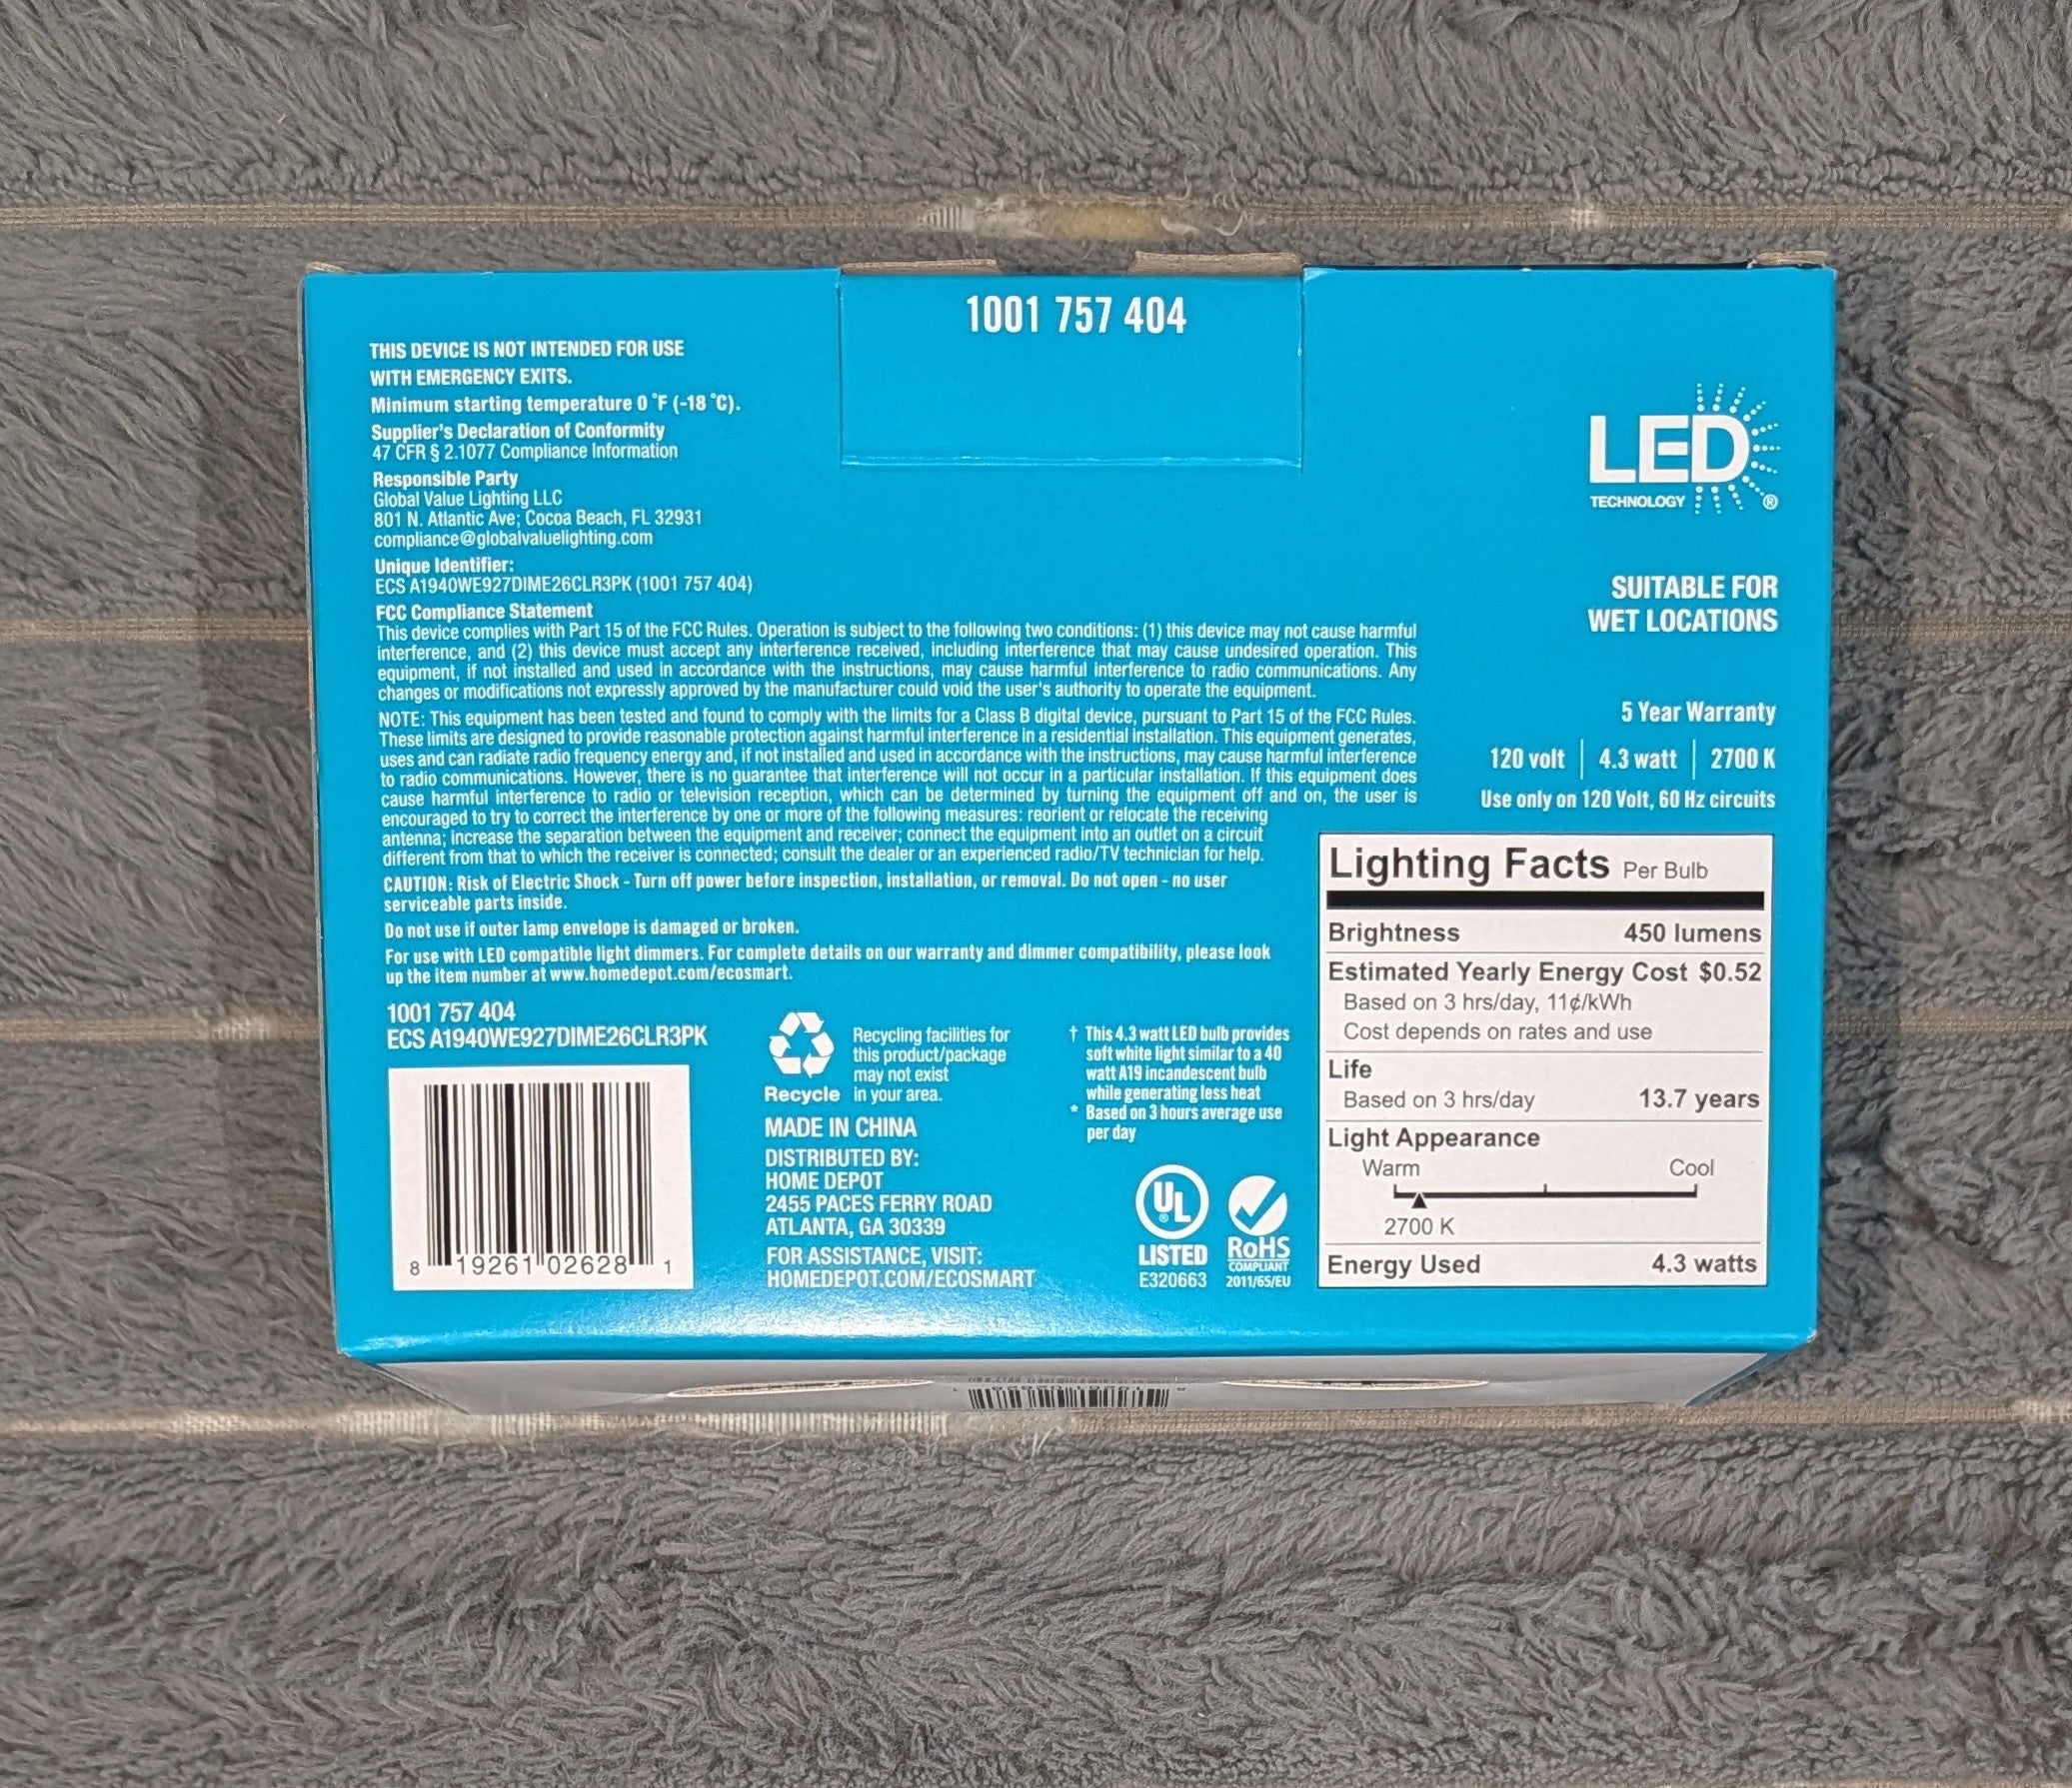 1001 757 404
THIS DEVICE IS NOT INTENDED FOR USE
WITH EMERGENCY EXITS.
Minimum starting temperature 0 °F (-18 °C).
Supplier's Declaration of Conformity
47 CFR § 2.1077 Compliance Information
Responsible Party
Global Value Lighting LLC
801 N. Atlantic Ave; Cocoa Beach, FL 32931
compliance@globalvaluelighting.com
Unique Identifier:
ECS A1940WE927DIME26CLR3PK (1001 757 404)
FCC Compliance Statement
This device complies with Part 15 of the FCC Rules. Operation is subject to the following two conditions: (1) this device may not cause harmful
interference, and (2) this device must accept any interference received, including interference that may cause undesired operation. This
equipment, if not installed and used in accordance with the instructions, may cause harmful interference to radio communications. Any
changes or modifications not expressly approved by the manufacturer could void the user's authority to operate the equipment.
NOTE: This equipment has been tested and found to comply with the limits for a Class B digital device, pursuant to Part 15 of the FCC Rules.
These limits are designed to provide reasonable protection against harmful interference in a residential installation. This equipment generates,
uses and can radiate radio frequency energy and, if not installed and used in accordance with the instructions, may cause harmful interference
to radio communications. However, there is no guarantee that interference will not occur in a particular installation. If this equipment does
cause harmful interference to radio or television reception, which can be determined by turning the equipment off and on, the user is
encouraged to try to correct the interference by one or more of the following measures: reorient or relocate the receiving
antenna; increase the separation between the equipment and receiver; connect the equipment into an outlet on a circuit
different from that to which the receiver is connected; consult the dealer or an experienced radio/TV technician for help.
CAUTION: Risk of Electric Shock - Turn off power before inspection, installation, or removal. Do not open - no user
serviceable parts inside.
Do not use if outer lamp envelope is damaged or broken.
For use with LED compatible light dimmers. For complete details on our warranty and dimmer compatibility, please look
up the item number at www.homedepot.com/ecosmart.
1001 757 404
ECS A1940WE927DIME26CLR3PK
8 19261 02628 1
Recycle
Recycling facilities for
this product/package
may not exist
in your area.
MADE IN CHINA
DISTRIBUTED BY:
HOME DEPOT
2455 PACES FERRY ROAD
ATLANTA, GA 30339
FOR ASSISTANCE, VISIT:
HOMEDEPOT.COM/ECOSMART
† This 4.3 watt LED bulb provides
soft white light similar to a 40
watt A19 incandescent bulb
while generating less heat
* Based on 3 hours average use
per day
UL ®
LISTED
E320663
RoHS
COMPLIANT
2011/65/EU
LED
TECHNOLOGY ®
SUITABLE FOR
WET LOCATIONS
5 Year Warranty
120 volt | 4.3 watt | 2700 K
Use only on 120 Volt, 60 Hz circuits
Lighting Facts Per Bulb
Brightness 450 lumens
Estimated Yearly Energy Cost $0.52
Based on 3 hrs/day, 11¢/kWh
Cost depends on rates and use
Life
Based on 3 hrs/day 13.7 years
Light Appearance
Warm Cool
2700 K
Energy Used 4.3 watts